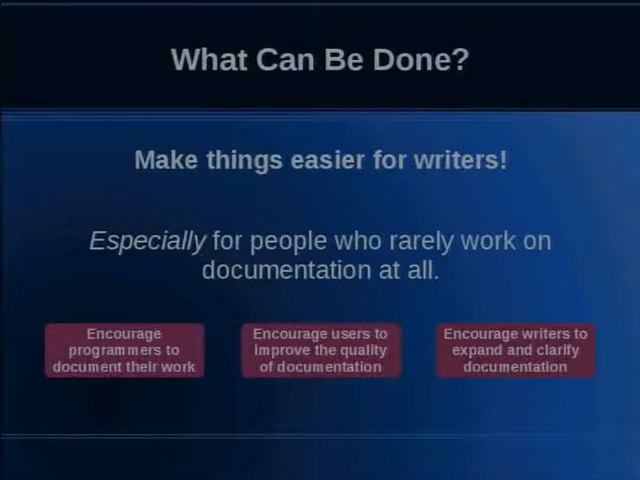 What Can Be Done?
Make things easier for writers!
Especially for people who rarely work on
documentation at all.
Encourage
programmers to
document their work
Encourage users to
improve the quality
of documentation
Encourage writers to
expand and clarify
documentation